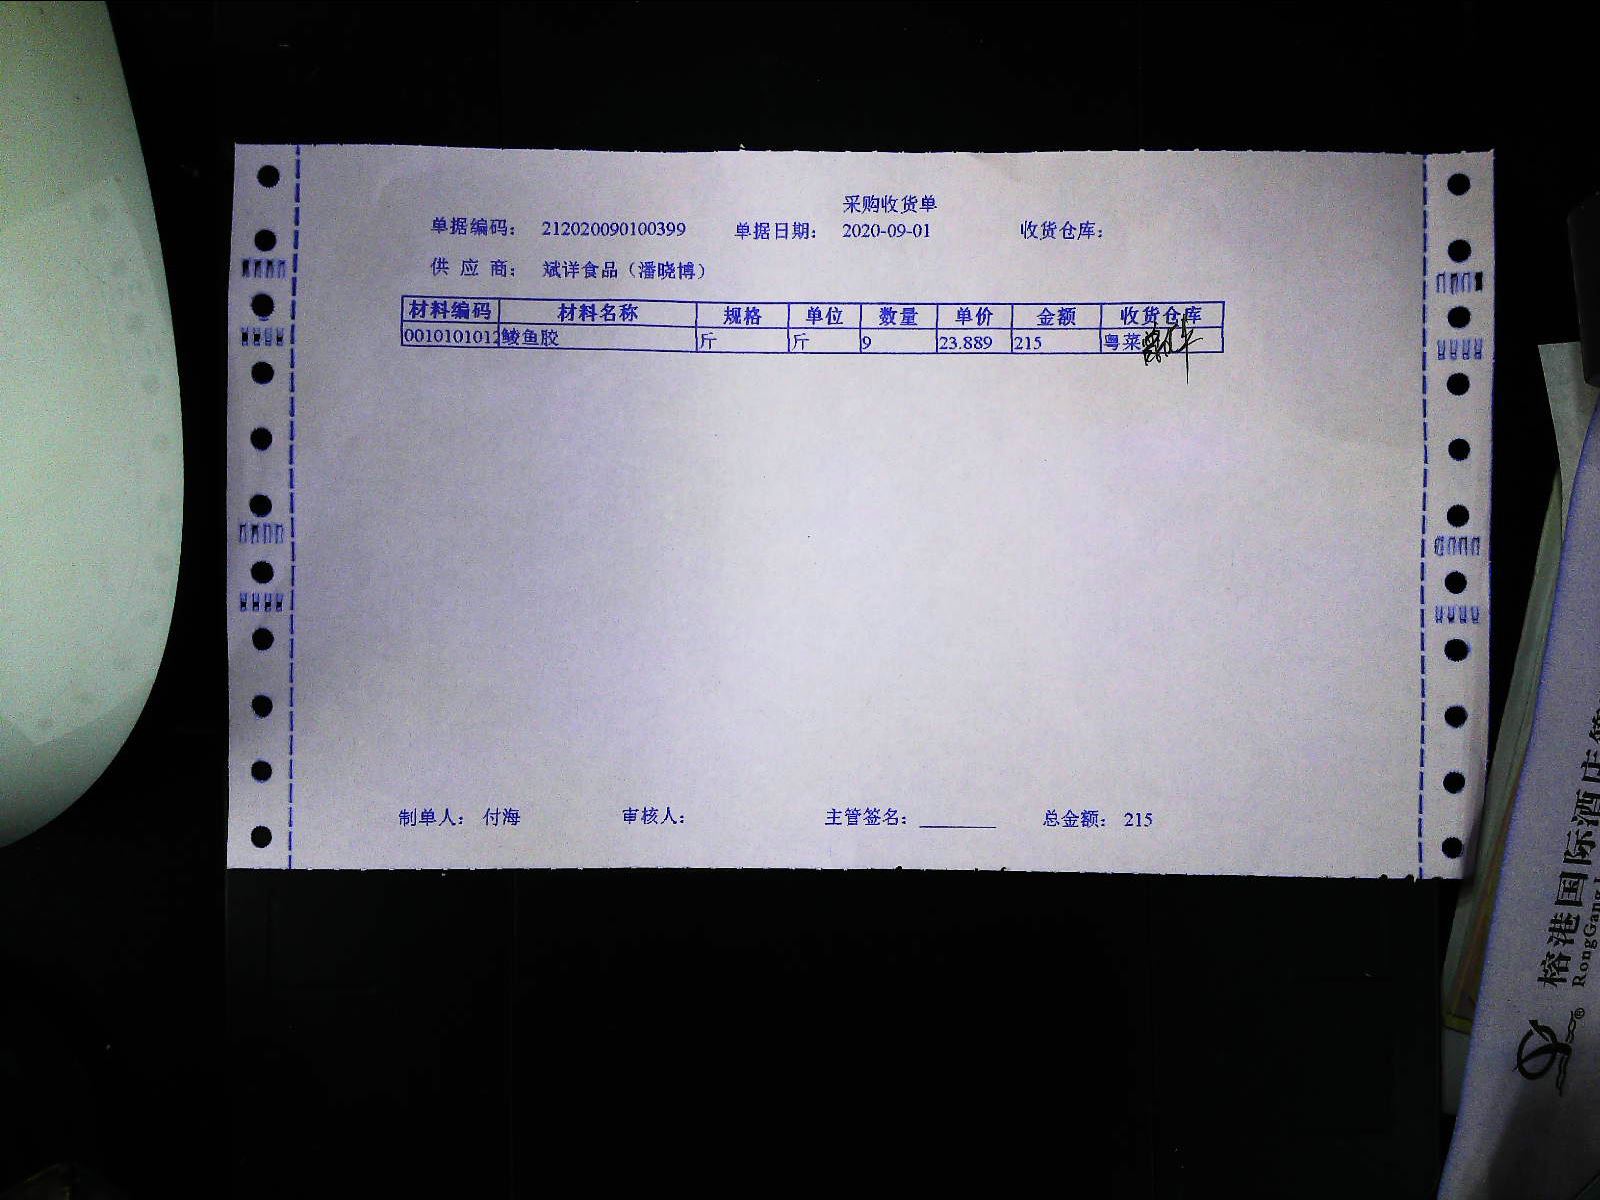 采购收货单
单据编码： 212020090100399 单据日期： 2020-09-01 收货仓库：
供 应 商： 斌详食品（潘晓博）
材料编码 材料名称 规格 单位 数量 单价 金额 收货仓库
0010101012 鲮鱼胶 斤 斤 9 23.889 215 粤菜
制单人： 付海 审核人： 主管签名： 总金额： 215
榕港国际酒店
RongGang